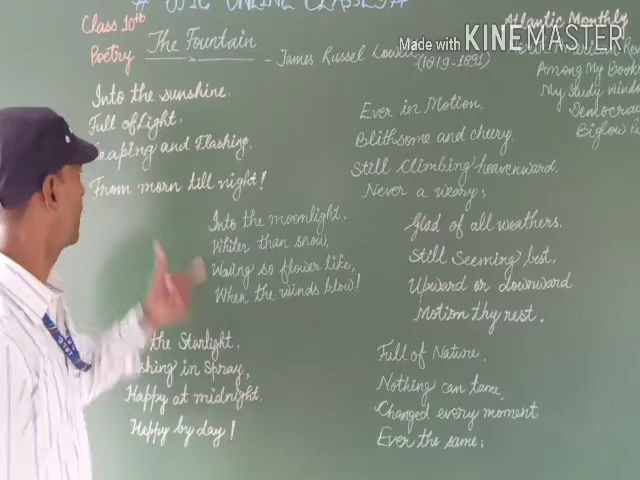 # ONLINE CLASSES #
Class 10th
Poetry
The Fountain
- James Russel Lowell
(1819-1891)
Atlantic Monthly
Made with KINEMASTER
Among My Books
My Study Windo
Democrac
Biglow Pa
Into the sunshine,
Full of light,
Leaping and Flashing,
From morn till night!
Into the moonlight,
Whiter than snow,
Waving so flower like,
When the winds blow!
the Starlight,
shing in Spray,
Happy at midnight,
Happy by day!
Ever in Motion,
Blithsome and cheery,
Still Climbing heavenward,
Never a weary;
Glad of all weathers,
Still Seeming best,
Upward or downward
Motion thy rest.
Full of Nature,
Nothing can tame,
Changed every moment
Ever the same;